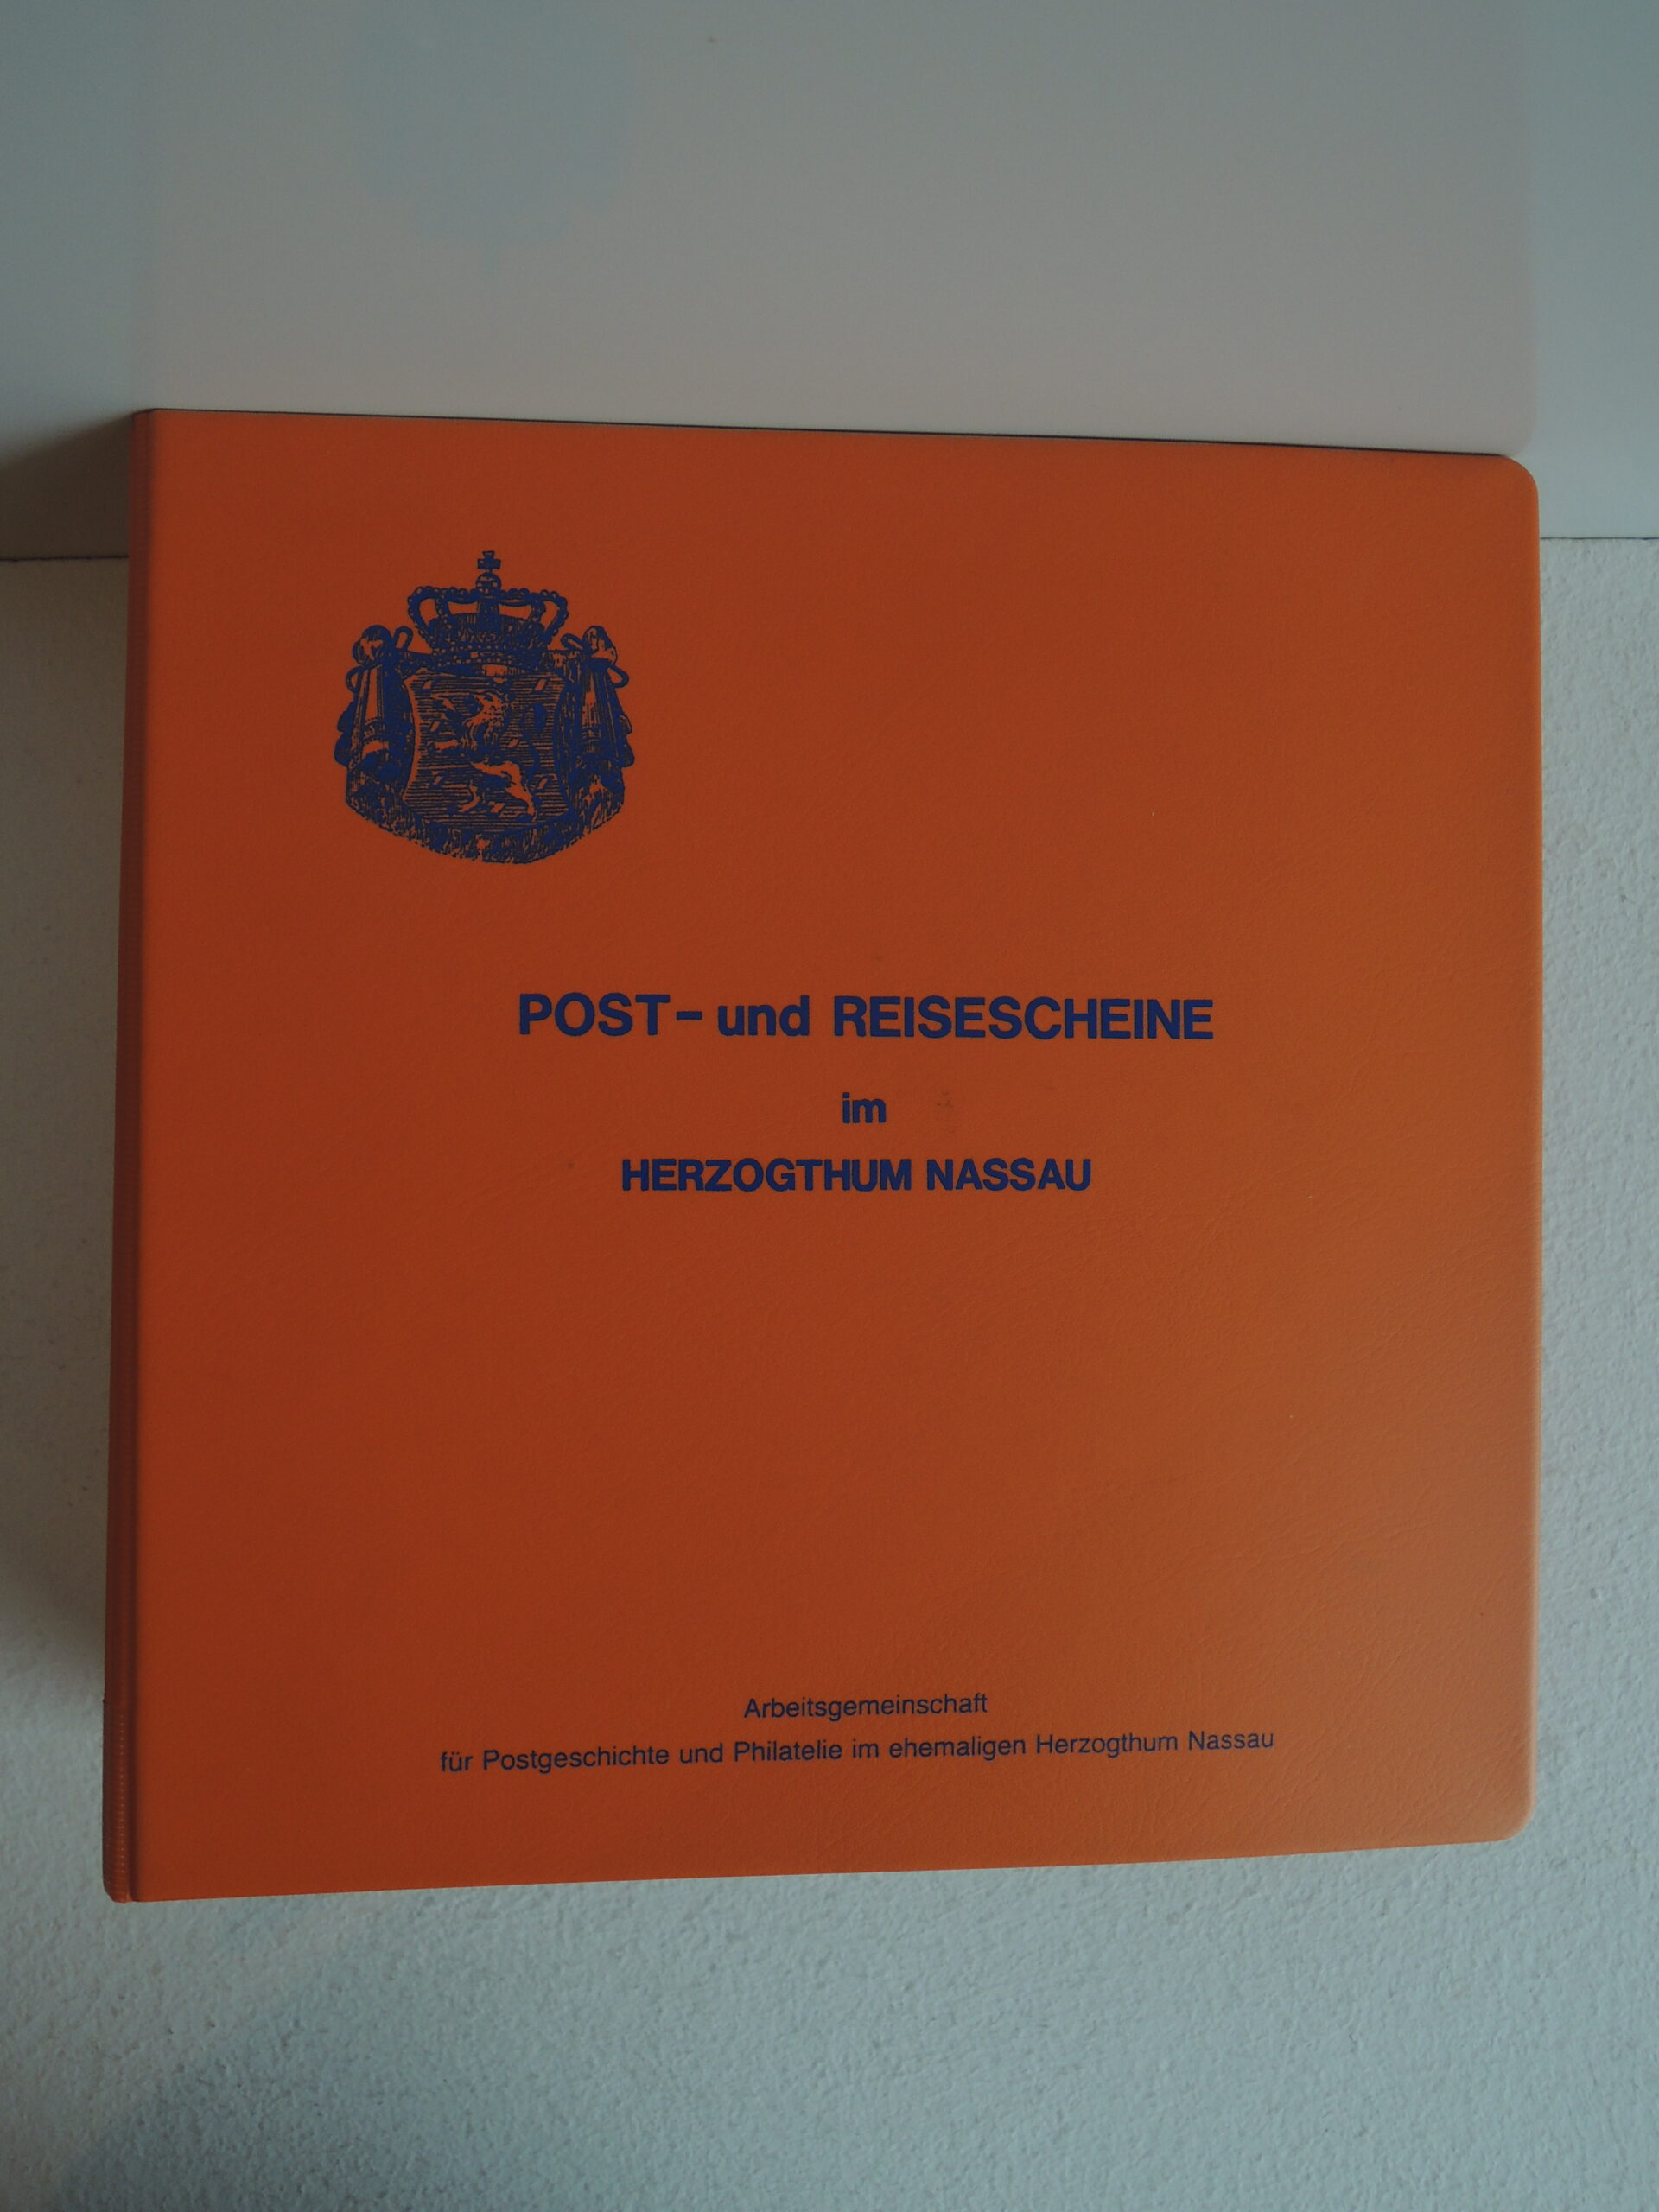 POST- und REISESCHEINE
im
HERZOGTHUM NASSAU
Arbeitsgemeinschaft
für Postgeschichte und Philatelie im ehemaligen Herzogthum Nassau